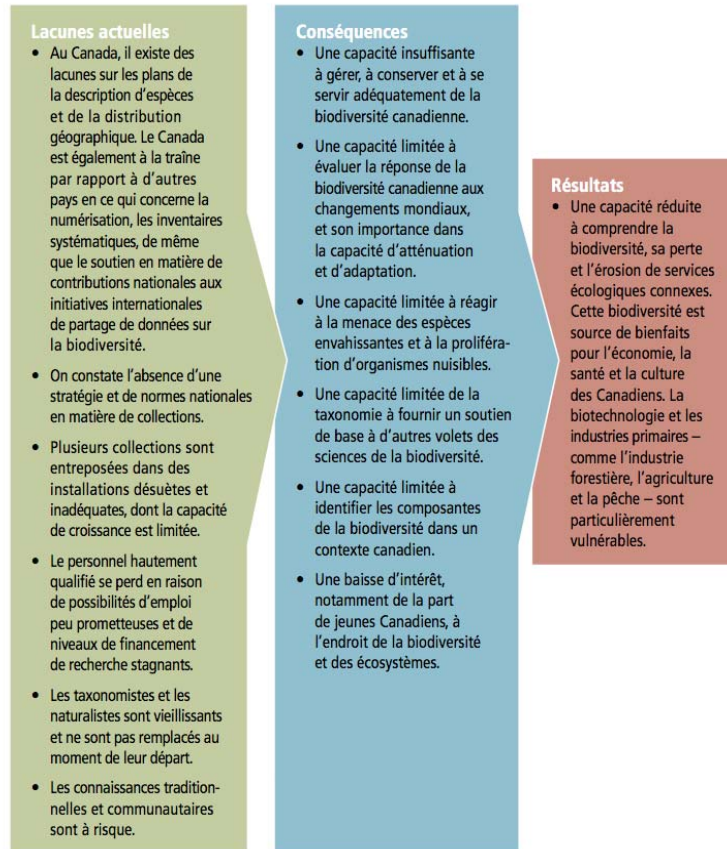 Lacunes actuelles
• Au Canada, il existe des
lacunes sur les plans de
la description d'espèces
et de la distribution
géographique. Le Canada
est également à la traîne
par rapport à d'autres
pays en ce qui concerne la
numérisation, les inventaires
systématiques, de même
que le soutien en matière de
contributions nationales aux
initiatives internationales
de partage de données sur
la biodiversité.
• On constate l'absence d'une
stratégie et de normes nationales
en matière de collections.
• Plusieurs collections sont
entreposées dans des
installations désuètes et
inadéquates, dont la capacité
de croissance est limitée.
• Le personnel hautement
qualifié se perd en raison
de possibilités d'emploi
peu prometteuses et de
niveaux de financement
de recherche stagnants.
• Les taxonomistes et les
naturalistes sont vieillissants
et ne sont pas remplacés au
moment de leur départ.
• Les connaissances tradition-
nelles et communautaires
sont à risque.
Conséquences
• Une capacité insuffisante
à gérer, à conserver et à se
servir adéquatement de la
biodiversité canadienne.
• Une capacité limitée à
évaluer la réponse de la
biodiversité canadienne aux
changements mondiaux,
et son importance dans
la capacité d'atténuation
et d'adaptation.
• Une capacité limitée à réagir
à la menace des espèces
envahissantes et à la proliféra-
tion d'organismes nuisibles.
• Une capacité limitée de la
taxonomie à fournir un soutien
de base à d'autres volets des
sciences de la biodiversité.
• Une capacité limitée à
identifier les composantes
de la biodiversité dans un
contexte canadien.
• Une baisse d'intérêt,
notamment de la part
de jeunes Canadiens, à
l'endroit de la biodiversité
et des écosystèmes.
Résultats
• Une capacité réduite
à comprendre la
biodiversité, sa perte
et l'érosion de services
écologiques connexes.
Cette biodiversité est
source de bienfaits
pour l'économie, la
santé et la culture
des Canadiens. La
biotechnologie et les
industries primaires –
comme l'industrie
forestière, l'agriculture
et la pêche – sont
particulièrement
vulnérables.